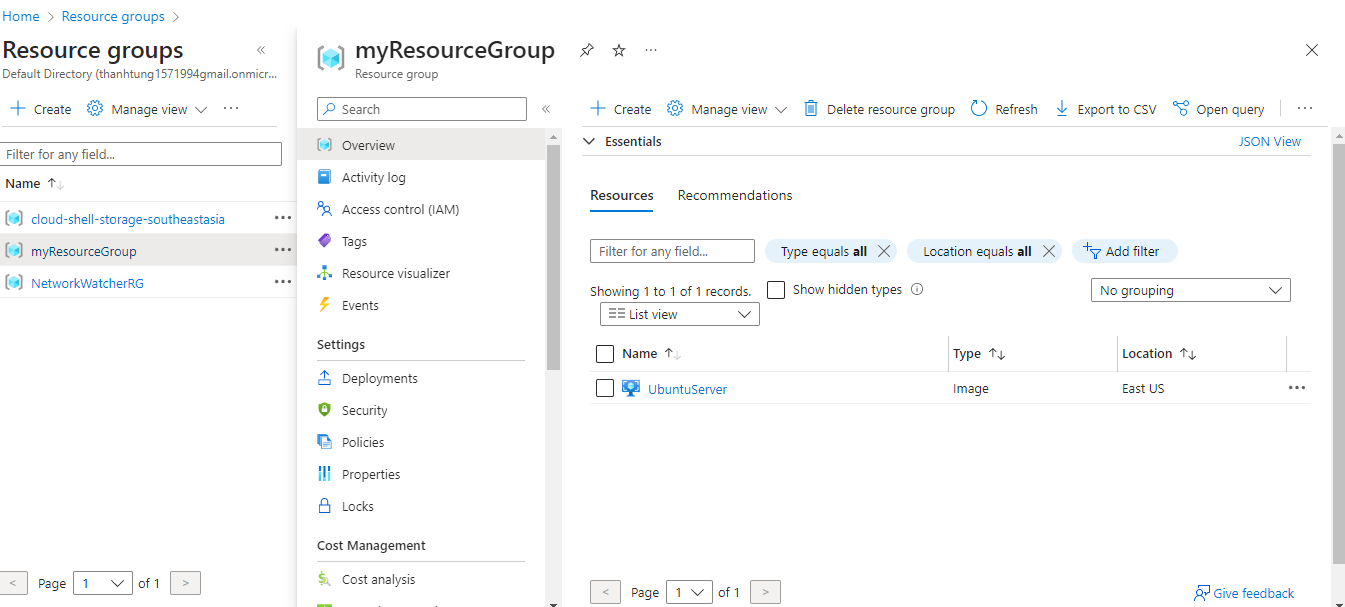 Home > Resource groups >
Resource groups «
Default Directory (thanhtung1571994gmail.onmicr...
+ Create Manage view ...
Filter for any field...
Name ↑↓
cloud-shell-storage-southeastasia ...
myResourceGroup ...
NetworkWatcherRG ...
< Page 1 of 1 >
myResourceGroup ...
Resource group
Search «
Overview
Activity log
Access control (IAM)
Tags
Resource visualizer
Events
Settings
Deployments
Security
Policies
Properties
Locks
Cost Management
Cost analysis
+ Create Manage view Delete resource group Refresh Export to CSV Open query ...
Essentials JSON View
Resources Recommendations
Filter for any field... Type equals all Location equals all Add filter
Showing 1 to 1 of 1 records. Show hidden types No grouping
List view
Name ↑↓ Type ↑↓ Location ↑↓
UbuntuServer Image East US ...
< Page 1 of 1 > Give feedback